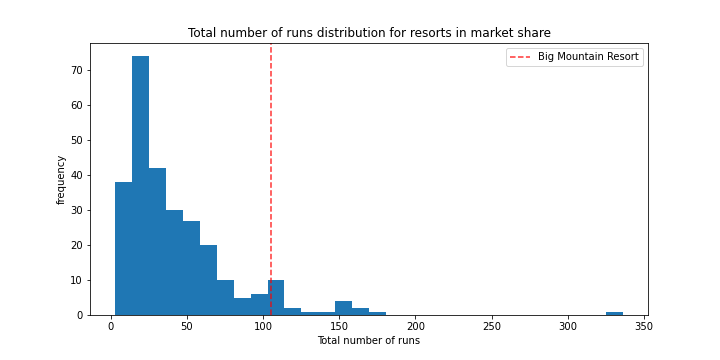 Total number of runs distribution for resorts in market share
Big Mountain Resort
frequency
70
60
50
40
30
20
10
0
0 50 100 150 200 250 300 350
Total number of runs